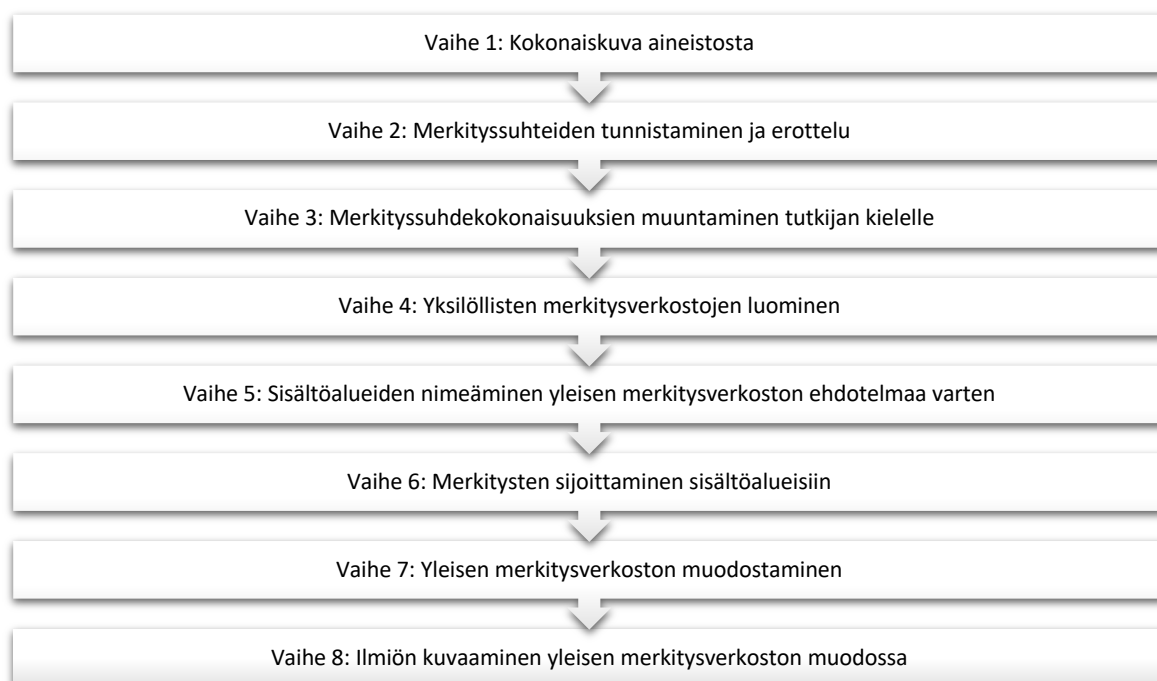 Vaihe 1: Kokonaiskuva aineistosta
Vaihe 2: Merkityssuhteiden tunnistaminen ja erottelu
Vaihe 3: Merkityssuhdekokonaisuuksien muuntaminen tutkijan kielelle
Vaihe 4: Yksilöllisten merkitysverkostojen luominen
Vaihe 5: Sisältöalueiden nimeäminen yleisen merkitysverkoston ehdotelmaa varten
Vaihe 6: Merkitysten sijoittaminen sisältöalueisiin
Vaihe 7: Yleisen merkitysverkoston muodostaminen
Vaihe 8: Ilmiön kuvaaminen yleisen merkitysverkoston muodossa